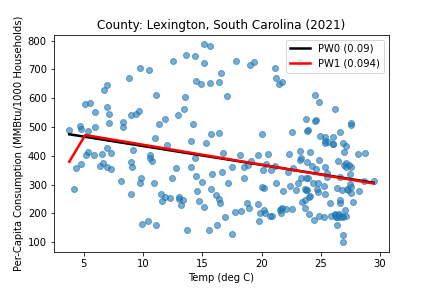 County: Lexington, South Carolina (2021)
PW0 (0.09)
PW1 (0.094)
Per-Capita Consumption (MMBtu/1000 Households)
800
700
600
500
400
300
200
100
5 10 15 20 25 30
Temp (deg C)